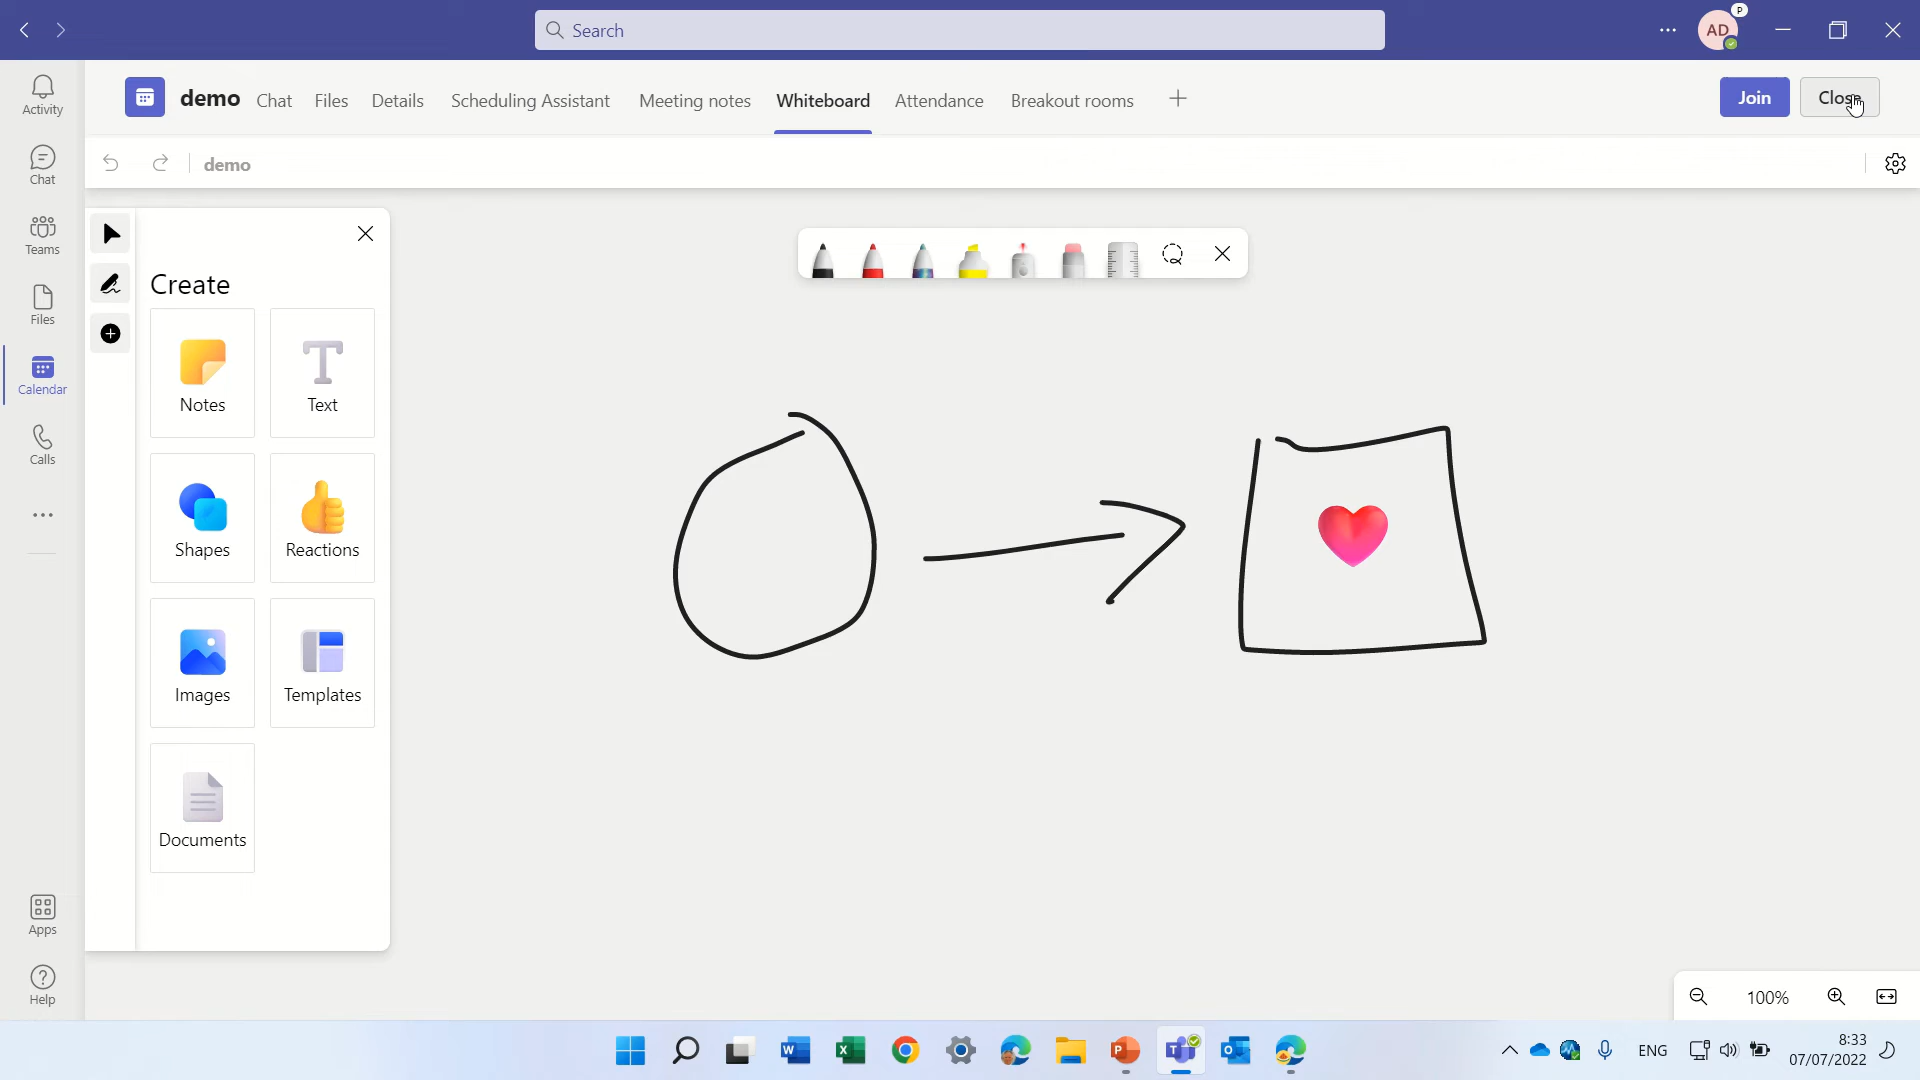 Search
AD
P
demo Chat Files Details Scheduling Assistant Meeting notes Whiteboard Attendance Breakout rooms
Join
demo
Activity
Chat
Teams
Files
Calendar
Calls
Apps
Help
Create
Notes Text
Shapes Reactions
Images Templates
Documents
100%
ENG
8:33
07/07/2022